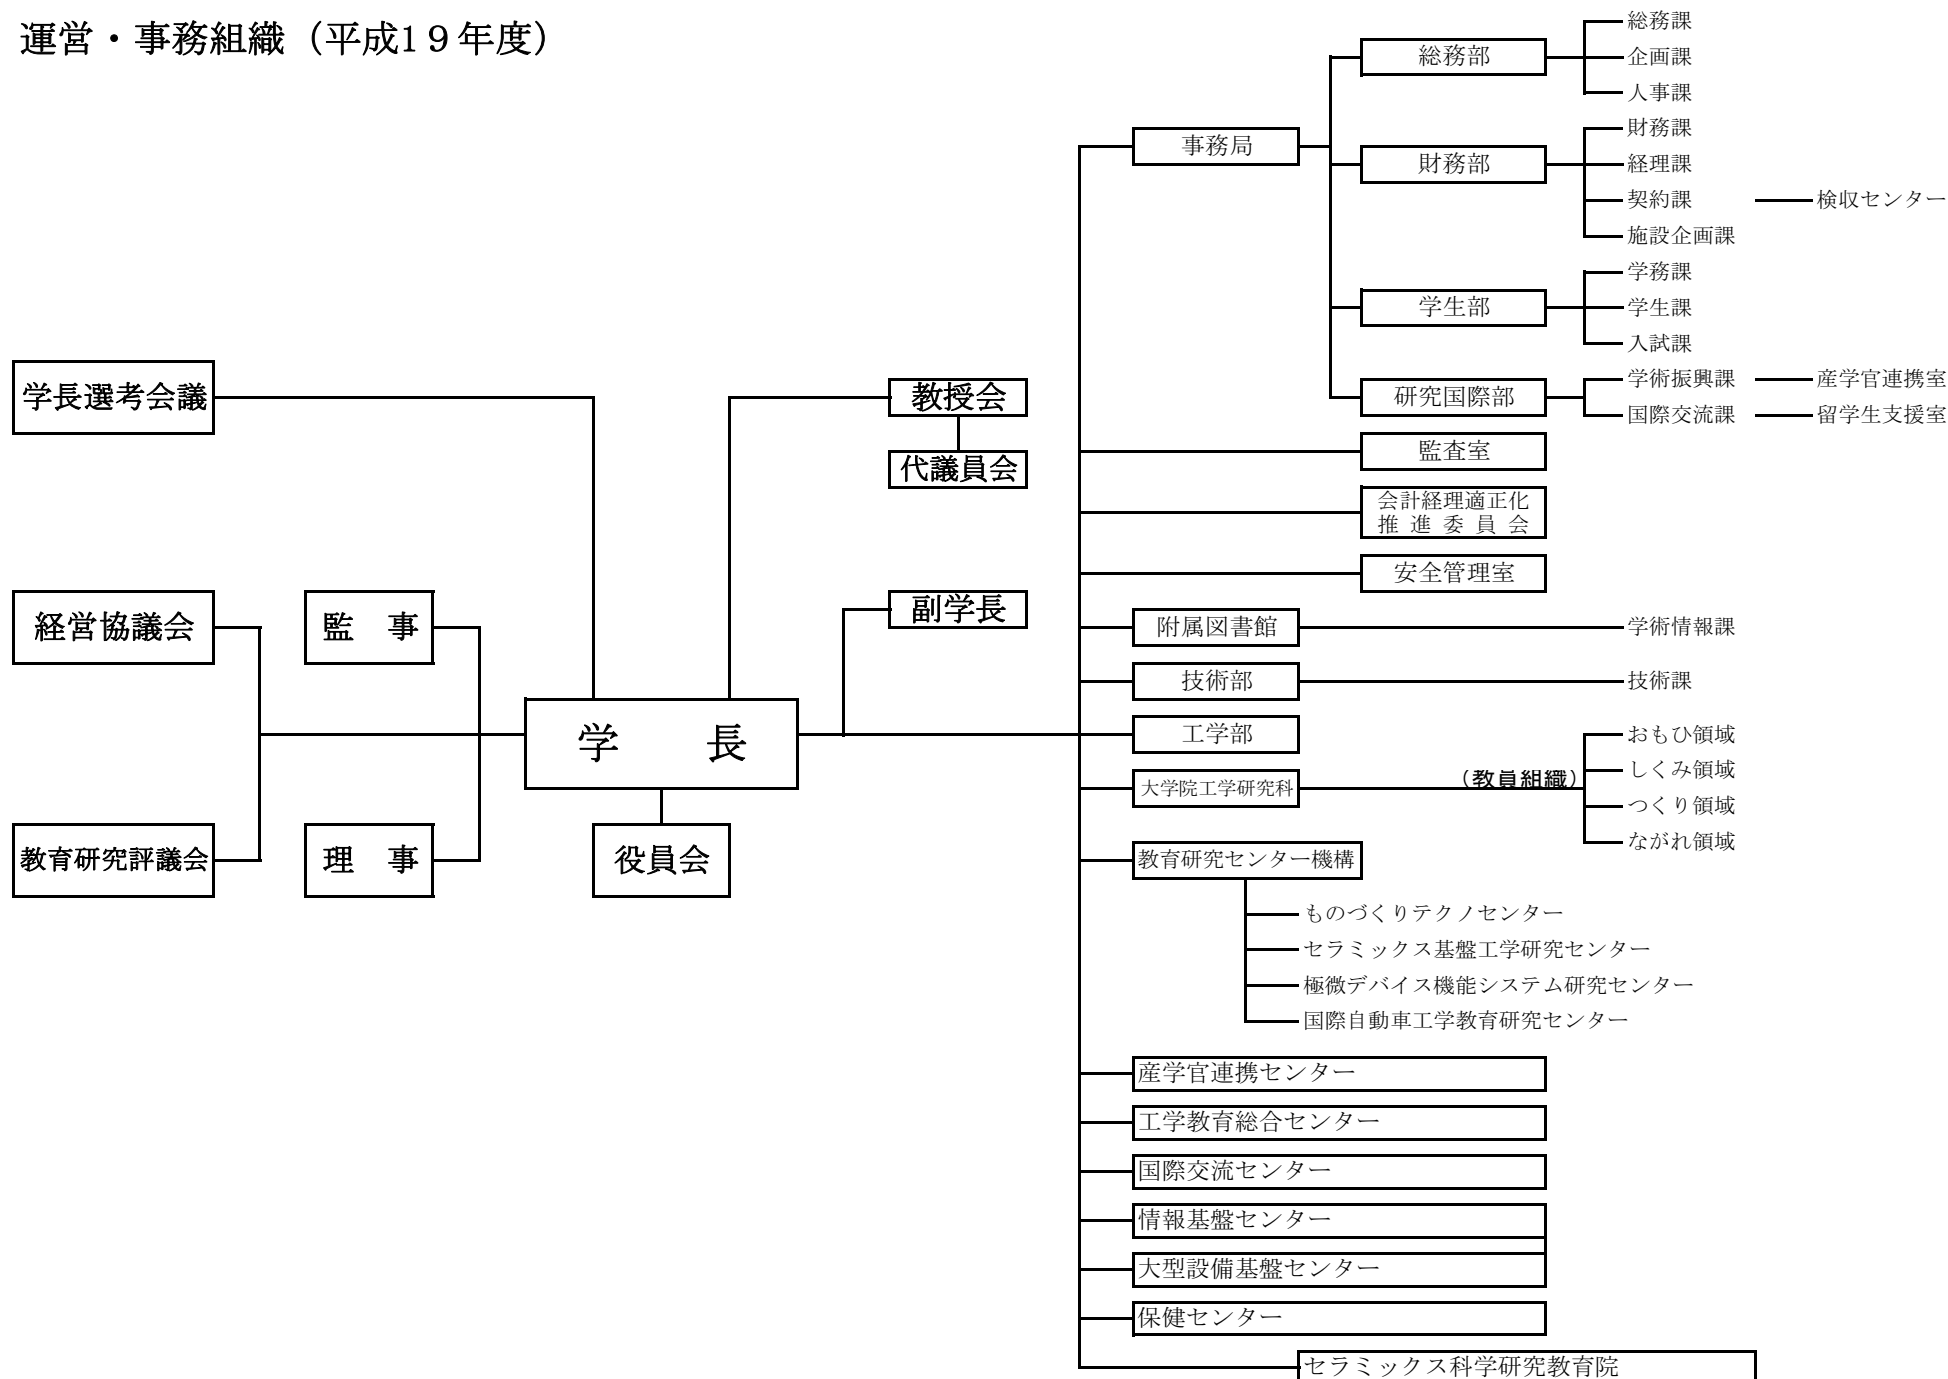 運営・事務組織（平成1９年度）
学長選考会議
経営協議会
監　事
教育研究評議会
理　事
学　長
役員会
教授会
代議員会
副学長
事務局
総務部
総務課
企画課
人事課
財務部
財務課
経理課
契約課
検収センター
施設企画課
学生部
学務課
学生課
入試課
研究国際部
学術振興課
産学官連携室
国際交流課
留学生支援室
監査室
会計経理適正化
推進委員会
安全管理室
附属図書館
学術情報課
技術部
技術課
工学部
大学院工学研究科
（教員組織）
おもひ領域
しくみ領域
つくり領域
ながれ領域
教育研究センター機構
ものづくりテクノセンター
セラミックス基盤工学研究センター
極微デバイス機能システム研究センター
国際自動車工学教育研究センター
産学官連携センター
工学教育総合センター
国際交流センター
情報基盤センター
大型設備基盤センター
保健センター
セラミックス科学研究教育院